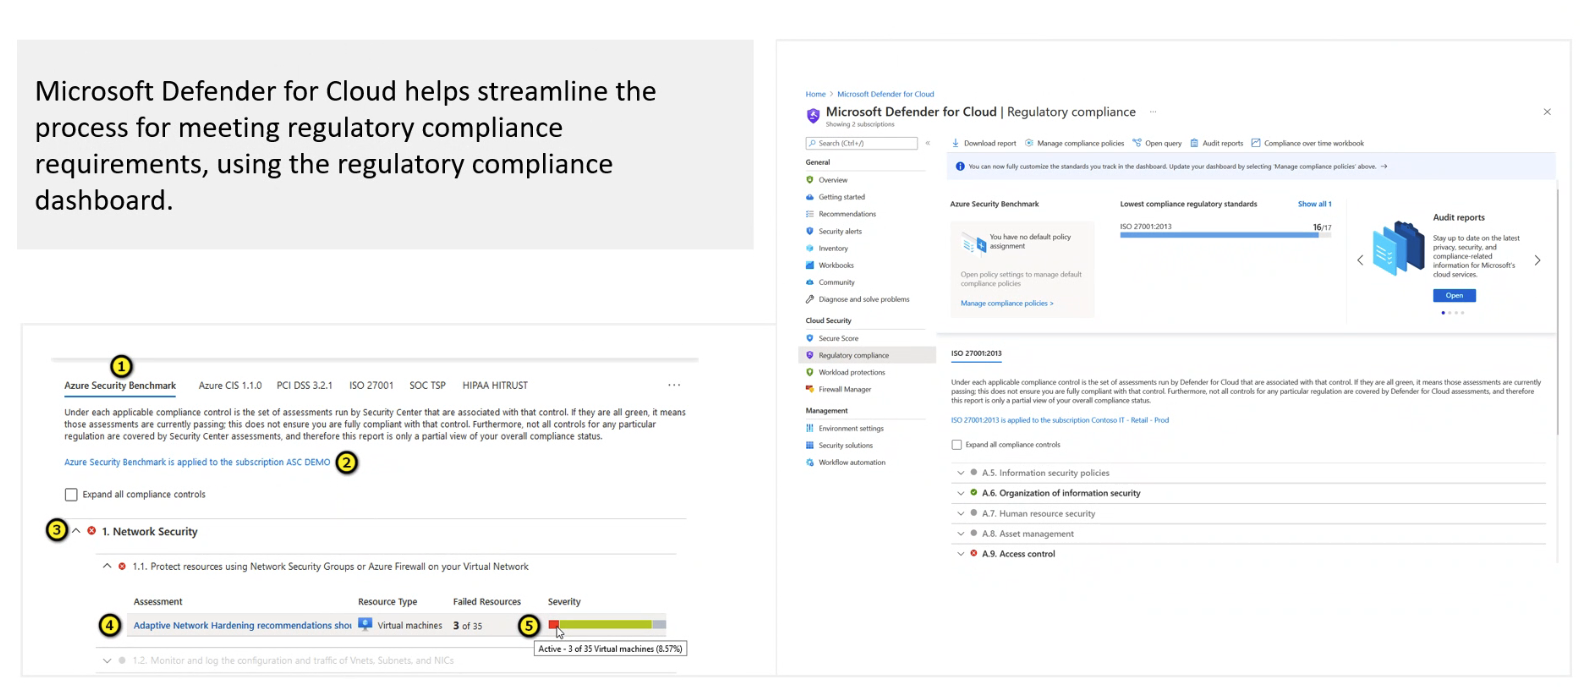 Microsoft Defender for Cloud helps streamline the
process for meeting regulatory compliance
requirements, using the regulatory compliance
dashboard.
1
Azure Security Benchmark Azure CIS 1.1.0 PCI DSS 3.2.1 ISO 27001 SOC TSP HIPAA HITRUST ...
Under each applicable compliance control is the set of assessments run by Security Center that are associated with that control. If they are all green, it means
those assessments are currently passing; this does not ensure you are fully compliant with that control. Furthermore, not all controls for any particular
regulation are covered by Security Center assessments, and therefore this report is only a partial view of your overall compliance status.
Azure Security Benchmark is applied to the subscription ASC DEMO 2
Expand all compliance controls
3 1. Network Security
1.1. Protect resources using Network Security Groups or Azure Firewall on your Virtual Network
Assessment Resource Type Failed Resources Severity
4 Adaptive Network Hardening recommendations shou Virtual machines 3 of 35 5
Active - 3 of 35 Virtual machines (8.57%)
1.2. Monitor and log the configuration and traffic of Vnets, Subnets, and NICs
Home > Microsoft Defender for Cloud
Microsoft Defender for Cloud | Regulatory compliance ...
Showing 2 subscriptions
Search (Ctrl+/) «
General
Overview
Getting started
Recommendations
Security alerts
Inventory
Workbooks
Community
Diagnose and solve problems
Cloud Security
Secure Score
Regulatory compliance
Workload protections
Firewall Manager
Management
Environment settings
Security solutions
Workflow automation
Download report Manage compliance policies Open query Audit reports Compliance over time workbook
You can now fully customize the standards you track in the dashboard. Update your dashboard by selecting 'Manage compliance policies' above. →
Azure Security Benchmark
You have no default policy
assignment
Open policy settings to manage default
compliance policies
Manage compliance policies >
Lowest compliance regulatory standards Show all 1
ISO 27001:2013 16/17
Audit reports
Stay up to date on the latest
privacy, security, and
compliance-related
information for Microsoft's
cloud services.
Open
ISO 27001:2013
Under each applicable compliance control is the set of assessments run by Defender for Cloud that are associated with that control. If they are all green, it means those assessments are currently
passing; this does not ensure you are fully compliant with that control. Furthermore, not all controls for any particular regulation are covered by Defender for Cloud assessments, and therefore
this report is only a partial view of your overall compliance status.
ISO 27001:2013 is applied to the subscription Contoso IT - Retail - Prod
Expand all compliance controls
A.5. Information security policies
A.6. Organization of information security
A.7. Human resource security
A.8. Asset management
A.9. Access control